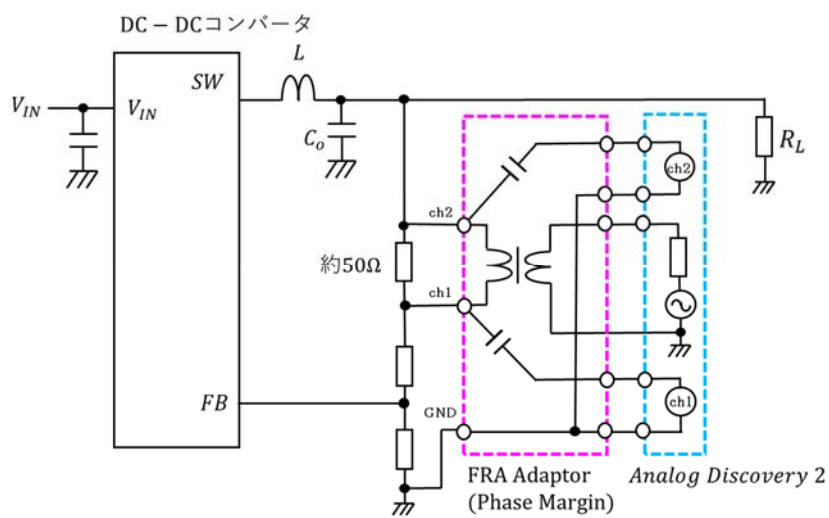 DC－DCコンバータ
L
SW
V_IN
V_IN
C_o
R_L
ch2
ch2
約50Ω
ch1
FB
GND
ch1
FRA Adaptor
(Phase Margin)
Analog Discovery 2